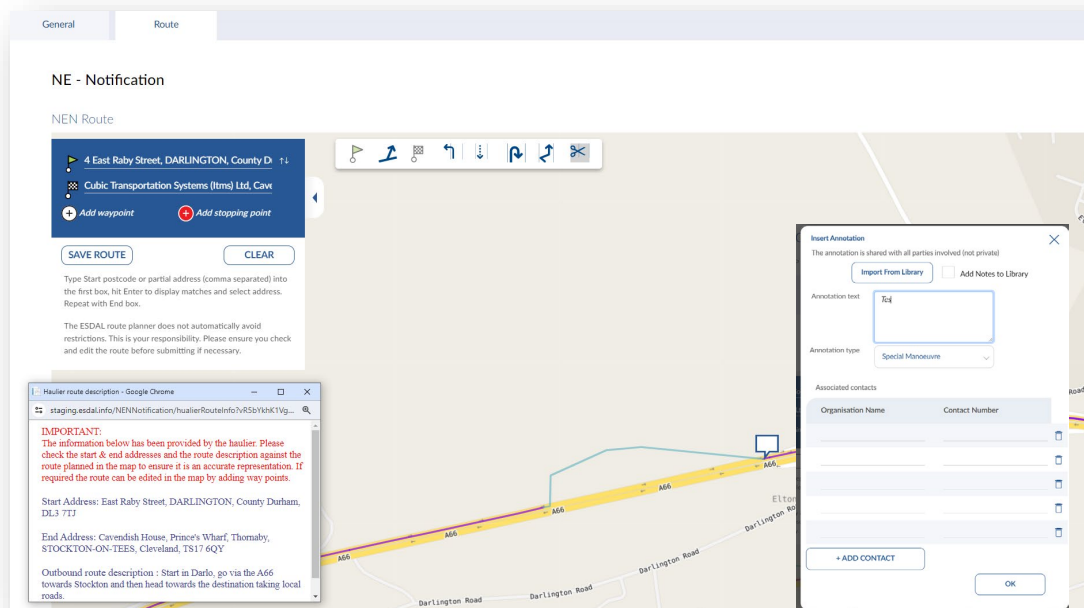 General
Route
NE - Notification
NEN Route
4 East Raby Street, DARLINGTON, County D
Cubic Transportation Systems (Itms) Ltd, Cave
Add waypoint
Add stopping point
SAVE ROUTE
CLEAR
Type Start postcode or partial address (comma separated) into
the first box, hit Enter to display matches and select address.
Repeat with End box.
The ESDAL route planner does not automatically avoid
restrictions. This is your responsibility. Please ensure you check
and edit the route before submitting if necessary.
Haulier route description - Google Chrome
staging.esdal.info/NENNotification/hualierRouteInfo?vR5bYkhK1Vg...
IMPORTANT:
The information below has been provided by the haulier. Please
check the start & end addresses and the route description against the
route planned in the map to ensure it is an accurate representation. If
required the route can be edited in the map by adding way points.
Start Address: East Raby Street, DARLINGTON, County Durham,
DL3 7TJ
End Address: Cavendish House, Prince's Wharf, Thornaby,
STOCKTON-ON-TEES, Cleveland, TS17 6QY
Outbound route description : Start in Darlo, go via the A66
towards Stockton and then head towards the destination taking local
roads.
A66
A66
A66
A66
A66
Elton
Darlington Ro
Darlington Road
Darlington Road
Darlington Road
Insert Annotation
The annotation is shared with all parties involved (not private)
Import From Library
Add Notes to Library
Annotation text
Tes
Annotation type
Special Manoeuvre
Associated contacts
Organisation Name
Contact Number
+ ADD CONTACT
OK
Road